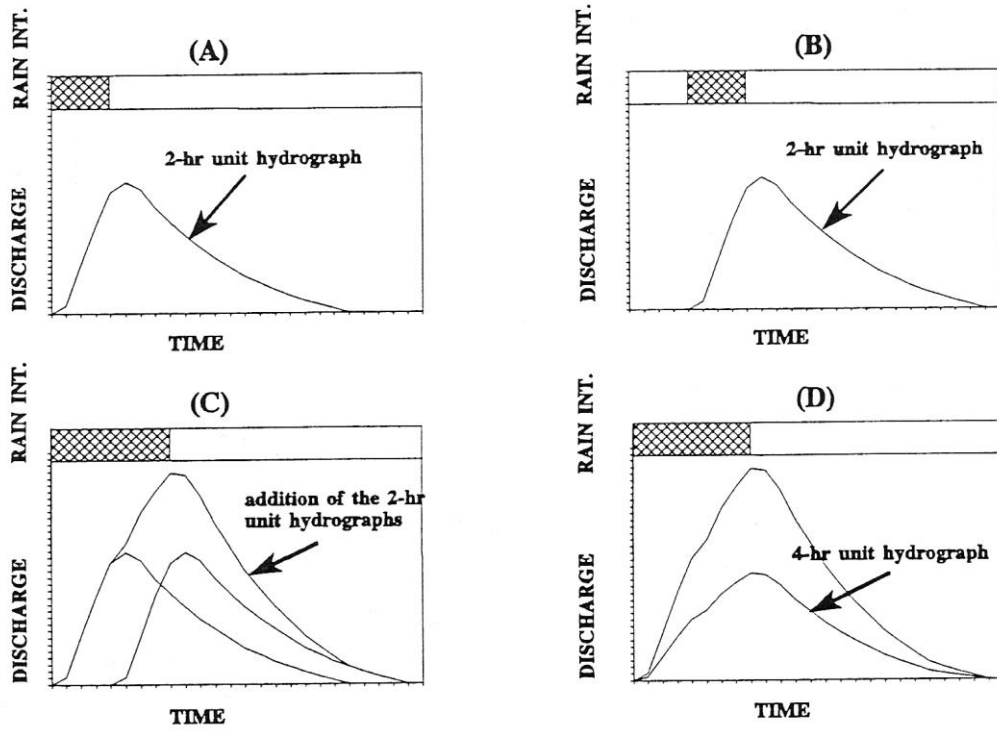 (A)
RAIN INT.
2-hr unit hydrograph
DISCHARGE
TIME
(B)
RAIN INT.
2-hr unit hydrograph
DISCHARGE
TIME
(C)
RAIN INT.
addition of the 2-hr
unit hydrographs
DISCHARGE
TIME
(D)
RAIN INT.
4-hr unit hydrograph
DISCHARGE
TIME